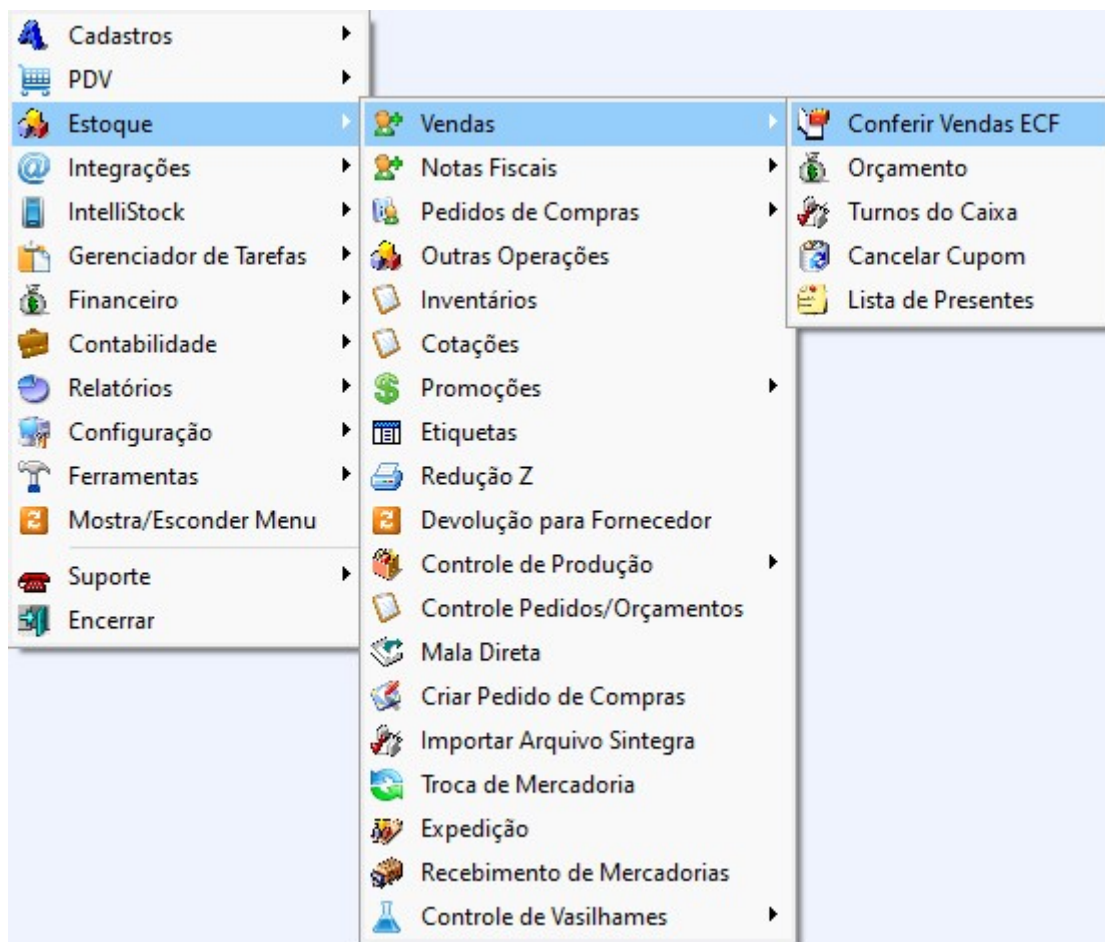 Cadastros
PDV
Estoque
Integrações
IntelliStock
Gerenciador de Tarefas
Financeiro
Contabilidade
Relatórios
Configuração
Ferramentas
Mostra/Esconder Menu
Suporte
Encerrar
Vendas
Notas Fiscais
Pedidos de Compras
Outras Operações
Inventários
Cotações
Promoções
Etiquetas
Redução Z
Devolução para Fornecedor
Controle de Produção
Controle Pedidos/Orçamentos
Mala Direta
Criar Pedido de Compras
Importar Arquivo Sintegra
Troca de Mercadoria
Expedição
Recebimento de Mercadorias
Controle de Vasilhames
Conferir Vendas ECF
Orçamento
Turnos do Caixa
Cancelar Cupom
Lista de Presentes